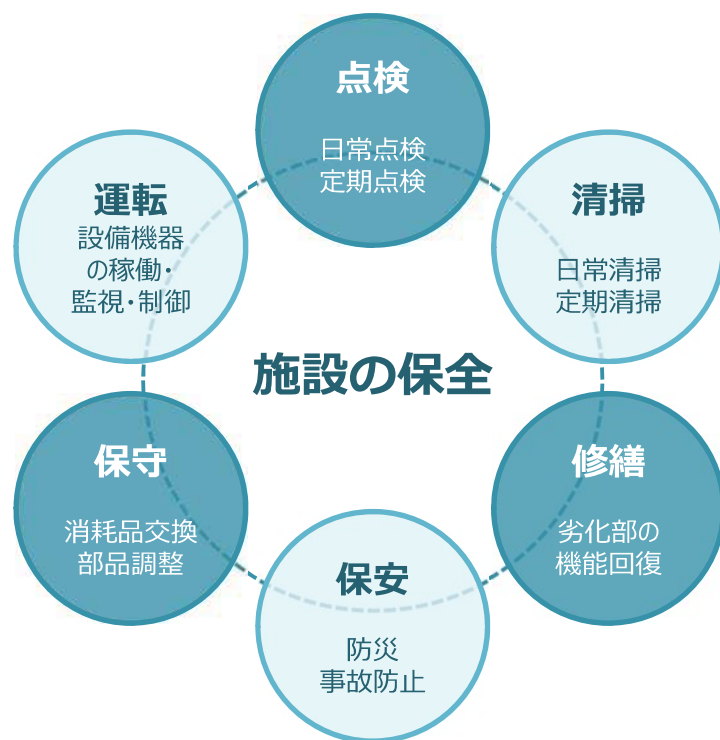 点検
日常点検
定期点検
清掃
日常清掃
定期清掃
修繕
劣化部の
機能回復
保安
防災
事故防止
保守
消耗品交換
部品調整
運転
設備機器
の稼働・
監視・制御
施設の保全